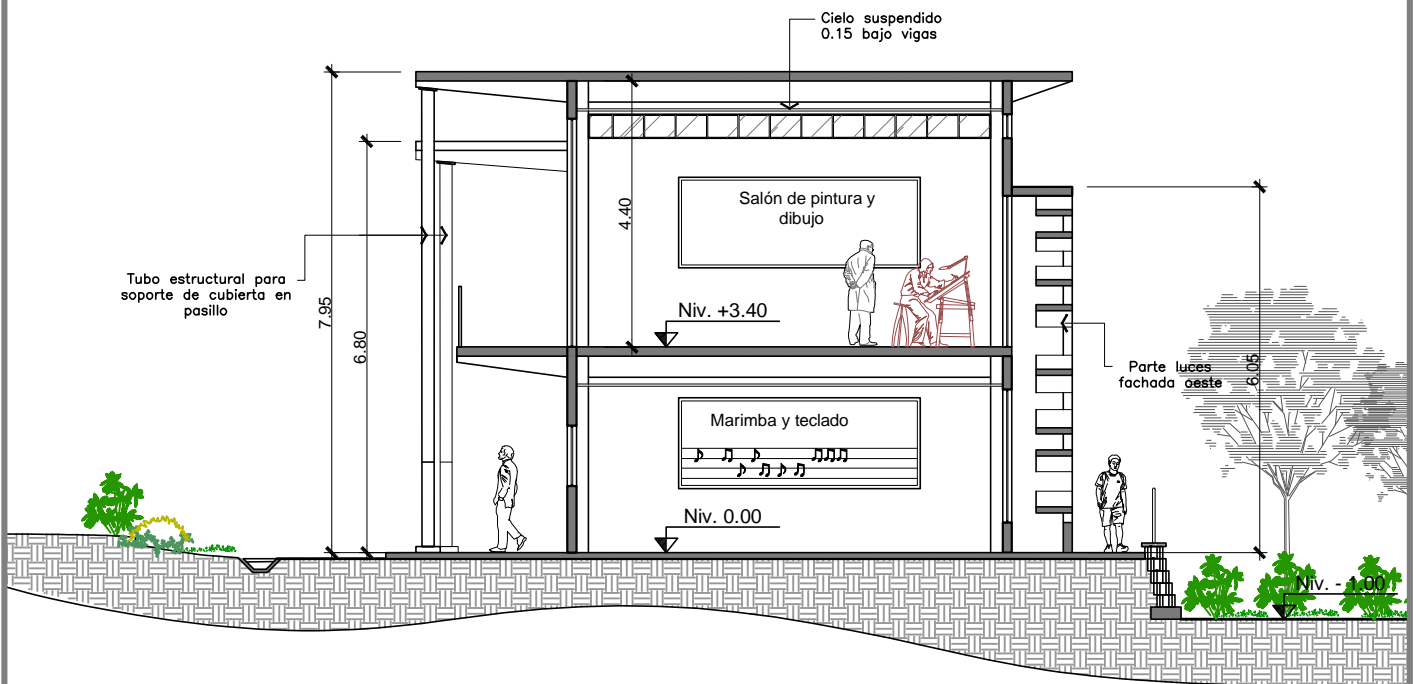 Cielo suspendido
0.15 bajo vigas
Salón de pintura y
dibujo
4.40
Tubo estructural para
soporte de cubierta en
pasillo
7.95
6.80
Niv. +3.40
Parte luces
fachada oeste
6.05
Marimba y teclado
Niv. 0.00
Niv. - 1.00